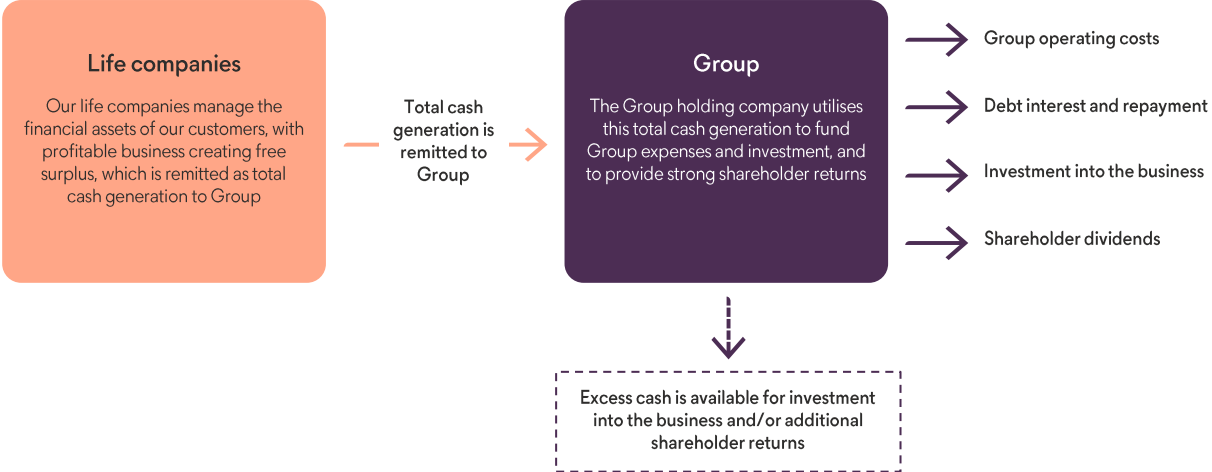 Life companies
Our life companies manage the
financial assets of our customers, with
profitable business creating free
surplus, which is remitted as total
cash generation to Group
Total cash
generation is
remitted to
Group
Group
The Group holding company utilises
this total cash generation to fund
Group expenses and investment, and
to provide strong shareholder returns
Group operating costs
Debt interest and repayment
Investment into the business
Shareholder dividends
Excess cash is available for investment
into the business and/or additional
shareholder returns